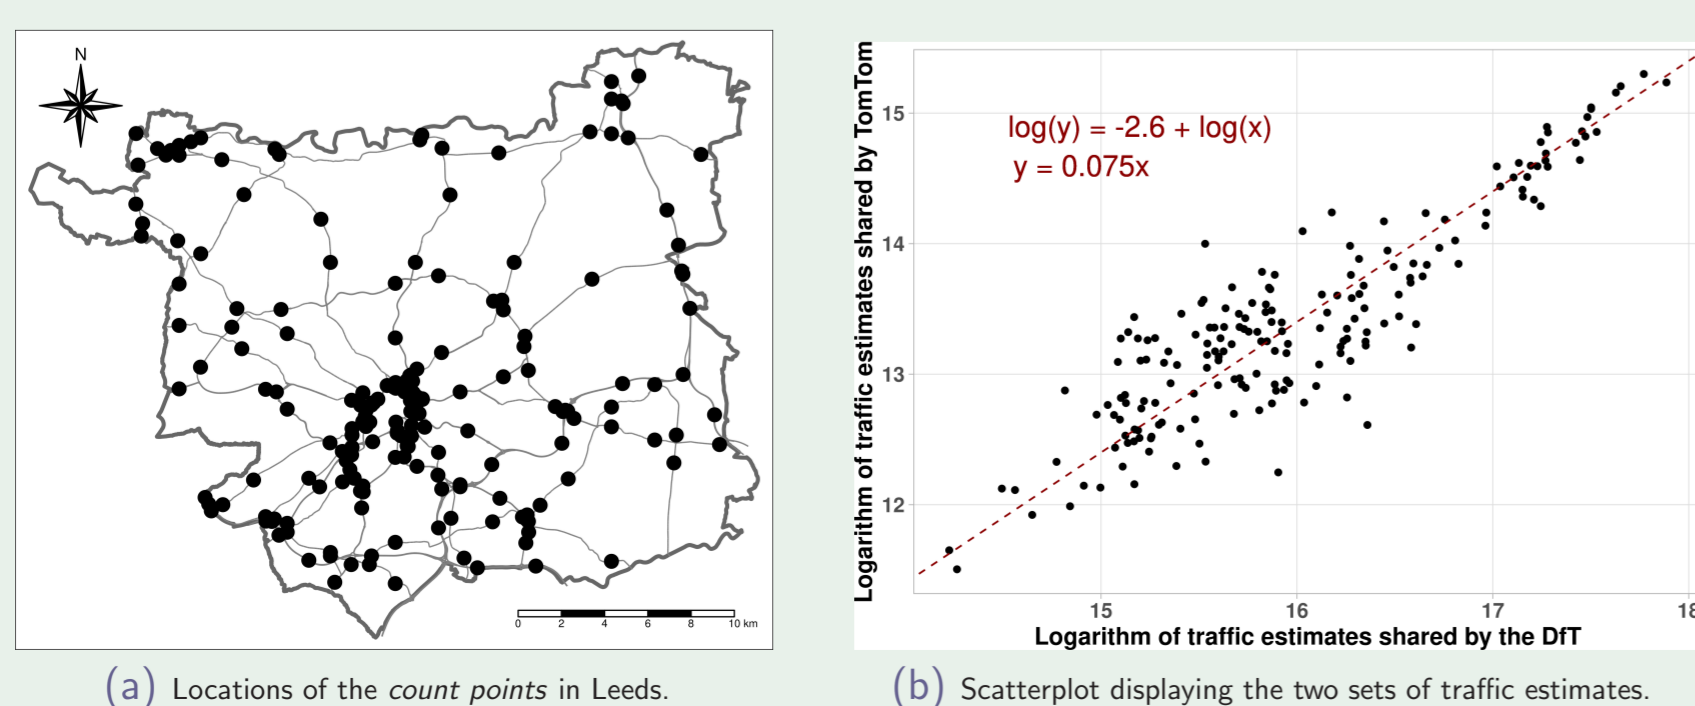 N
0 2 4 6 8 10 km
(a) Locations of the count points in Leeds.
Logarithm of traffic estimates shared by TomTom
15
14
13
12
log(y) = -2.6 + log(x)
y = 0.075x
15 16 17 18
Logarithm of traffic estimates shared by the DfT
(b) Scatterplot displaying the two sets of traffic estimates.